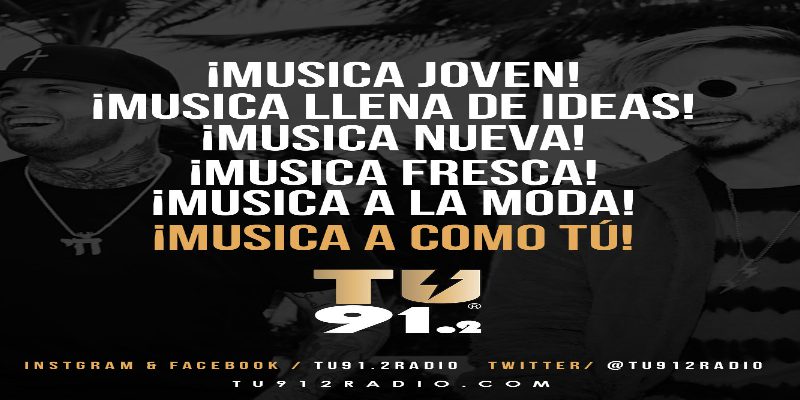 ¡MUSICA JOVEN!
¡MUSICA LLENA DE IDEAS!
¡MUSICA NUEVA!
¡MUSICA FRESCA!
¡MUSICA A LA MODA!
¡MUSICA A COMO TÚ!
TU®
91.2
INSTGRAM & FACEBOOK / TU91.2RADIO TWITTER/ @TU912RADIO
TU912RADIO.COM